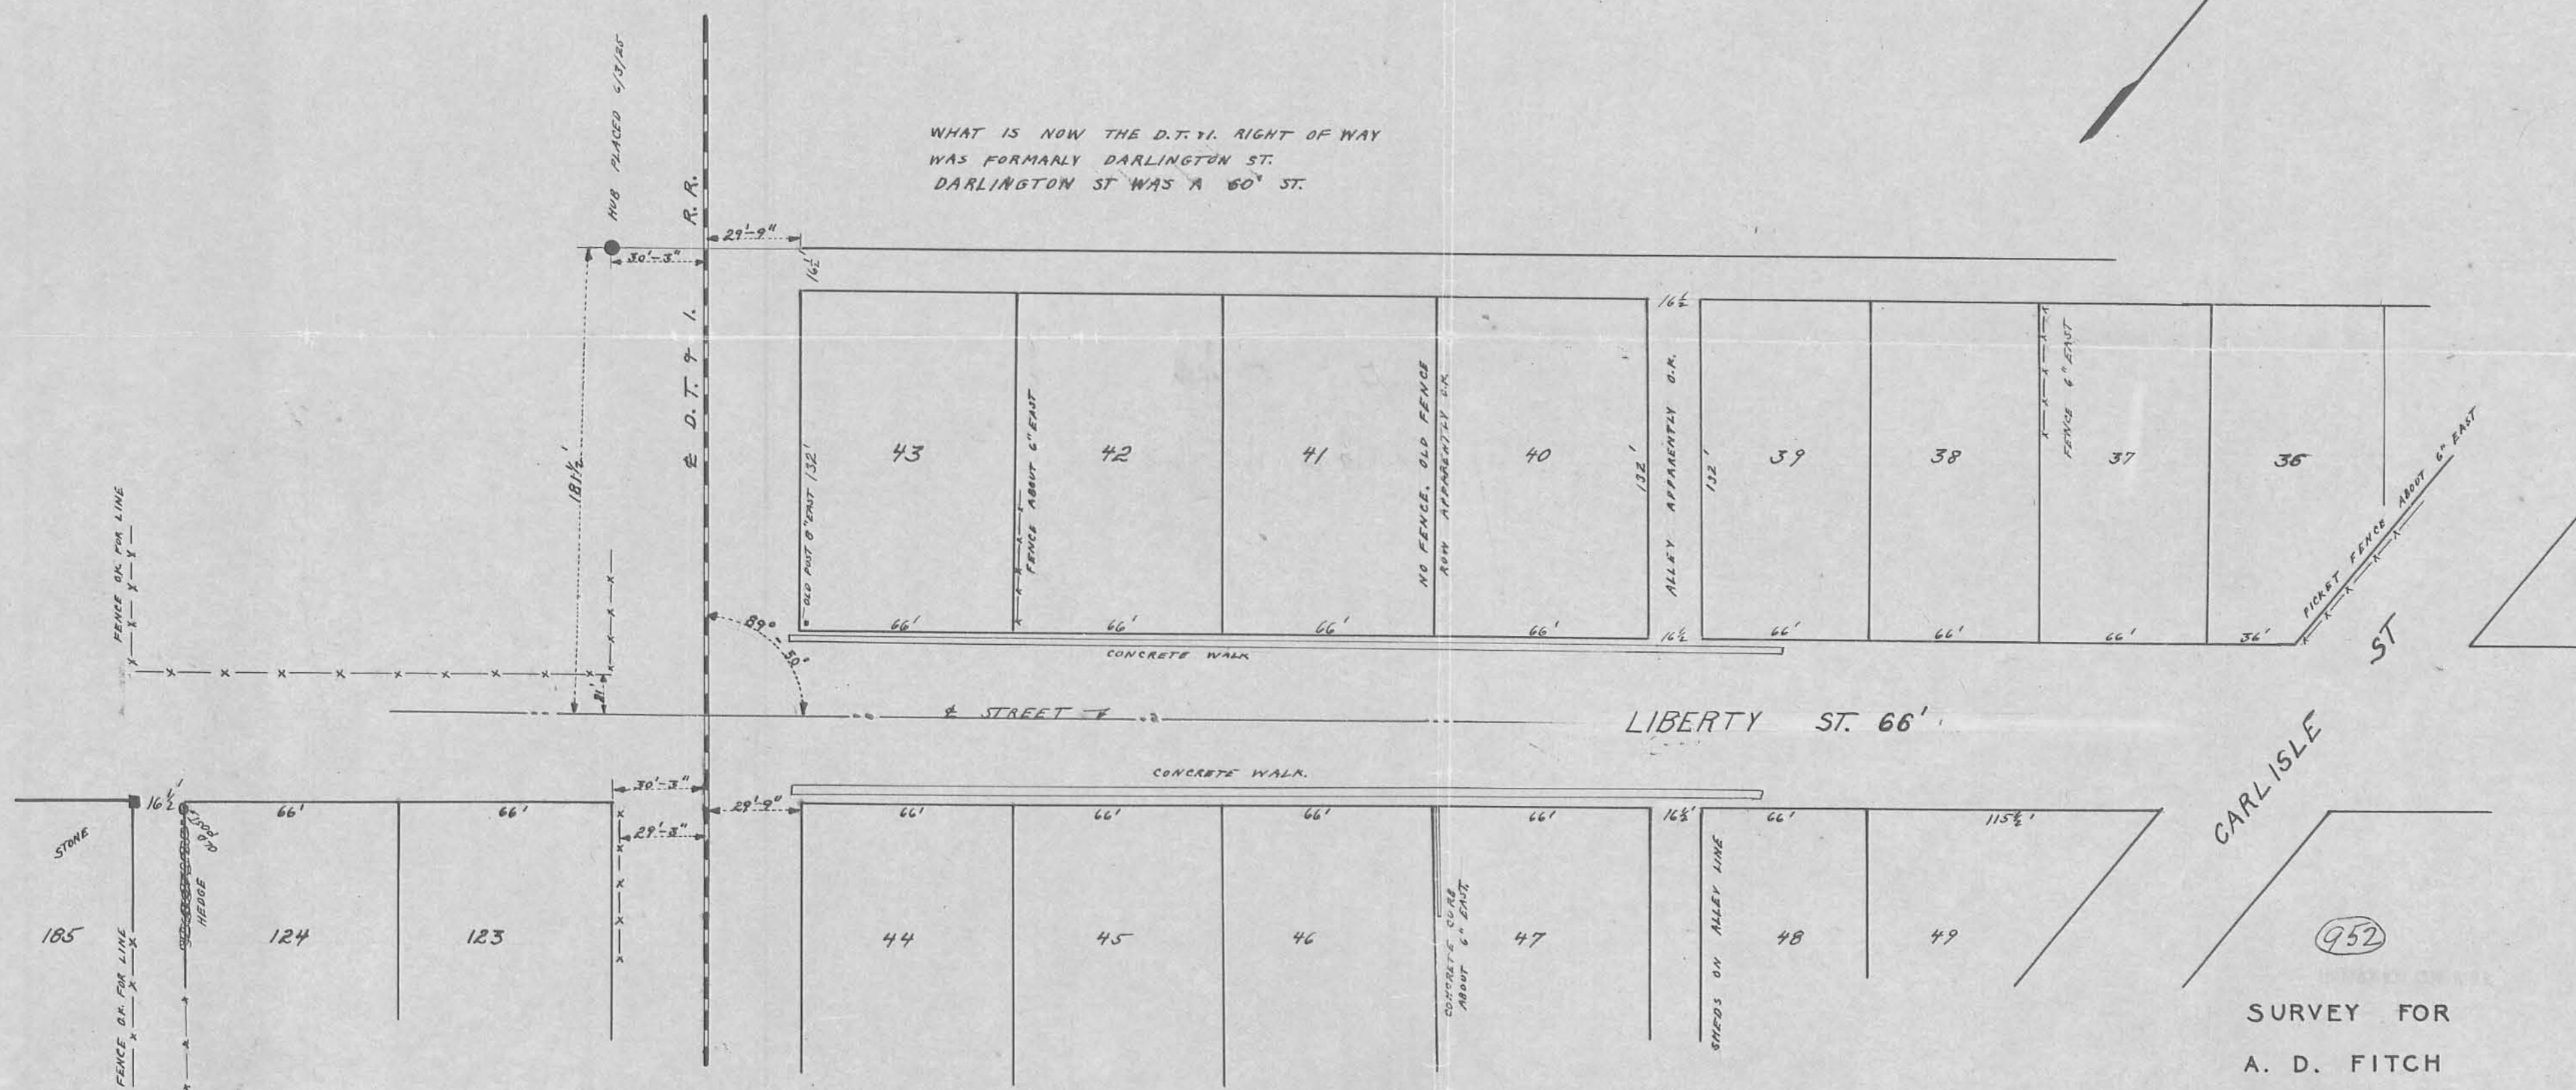 HUB PLACED 6/3/25
WHAT IS NOW THE D.T. & I. RIGHT OF WAY
WAS FORMARLY DARLINGTON ST.
DARLINGTON ST WAS A 60' ST.
℄ D.T. & I. R.R.
29'-9"
30'-3"
16½'
181½'
16½
43
42
41
40
39
38
37
36
OLD POST 8" EAST 132'
FENCE ABOUT 6" EAST
NO FENCE. OLD FENCE
ROW APPARENTLY O.K.
132'
ALLEY APPARENTLY O.K.
132'
FENCE 6" EAST
PICKET FENCE ABOUT 6" EAST
FENCE O.K. FOR LINE
66'
66'
66'
66'
16½
66'
66'
66'
36'
89° 50'
CONCRETE WALK
21'
℄ STREET
LIBERTY ST. 66'
CARLISLE ST
CONCRETE WALK.
30'-3"
29'-9"
29'-3"
16½'
66'
66'
66'
66'
66'
66'
16½'
66'
115½'
STONE
OLD POST
HEDGE
185
124
123
44
45
46
47
48
49
FENCE O.K. FOR LINE
CONCRETE CURB
ABOUT 6" EAST.
SHEDS ON ALLEY LINE
952
SURVEY FOR
A. D. FITCH